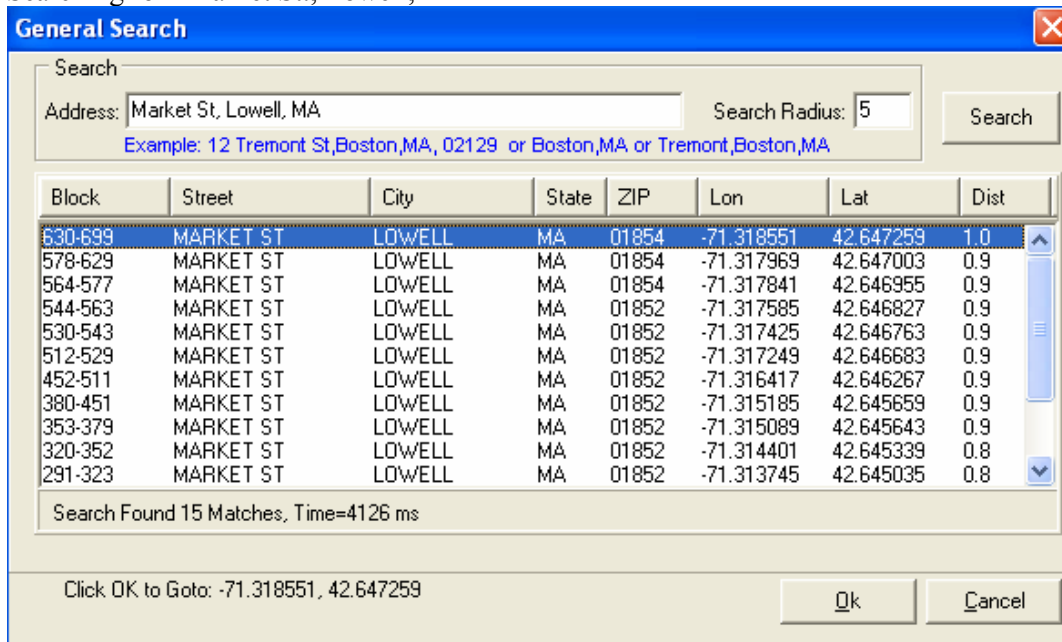 General Search
Search
Address: Market St, Lowell, MA Search Radius: 5 Search
Example: 12 Tremont St,Boston,MA, 02129 or Boston,MA or Tremont,Boston,MA
Block Street City State ZIP Lon Lat Dist
630-699 MARKET ST LOWELL MA 01854 -71.318551 42.647259 1.0
578-629 MARKET ST LOWELL MA 01854 -71.317969 42.647003 0.9
564-577 MARKET ST LOWELL MA 01854 -71.317841 42.646955 0.9
544-563 MARKET ST LOWELL MA 01852 -71.317585 42.646827 0.9
530-543 MARKET ST LOWELL MA 01852 -71.317425 42.646763 0.9
512-529 MARKET ST LOWELL MA 01852 -71.317249 42.646683 0.9
452-511 MARKET ST LOWELL MA 01852 -71.316417 42.646267 0.9
380-451 MARKET ST LOWELL MA 01852 -71.315185 42.645659 0.9
353-379 MARKET ST LOWELL MA 01852 -71.315089 42.645643 0.9
320-352 MARKET ST LOWELL MA 01852 -71.314401 42.645339 0.8
291-323 MARKET ST LOWELL MA 01852 -71.313745 42.645035 0.8
Search Found 15 Matches, Time=4126 ms
Click OK to Goto: -71.318551, 42.647259
Ok Cancel